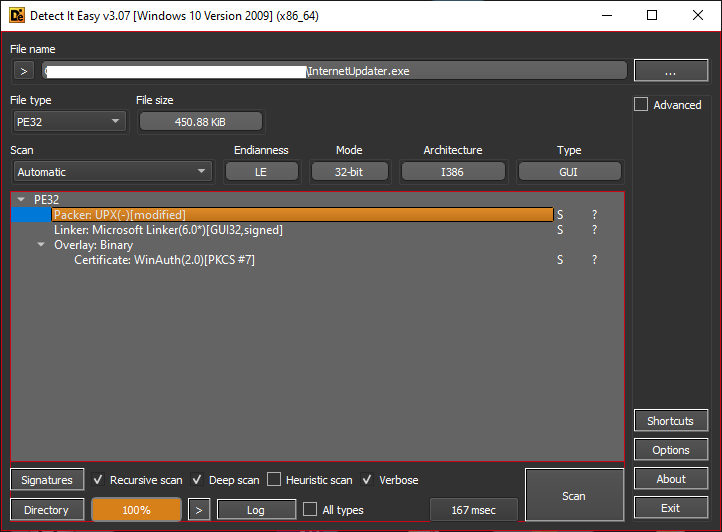 Detect It Easy v3.07 [Windows 10 Version 2009] (x86_64)
File name
> \InternetUpdater.exe ...
File type File size Advanced
PE32 450.88 KiB
Scan Endianness Mode Architecture Type
Automatic LE 32-bit I386 GUI
PE32
Packer: UPX(-)[modified] S ?
Linker: Microsoft Linker(6.0*)[GUI32,signed] S ?
Overlay: Binary
Certificate: WinAuth(2.0)[PKCS #7] S ?
Shortcuts
Options
Signatures Recursive scan Deep scan Heuristic scan Verbose Scan About
Directory 100% > Log All types 167 msec Exit